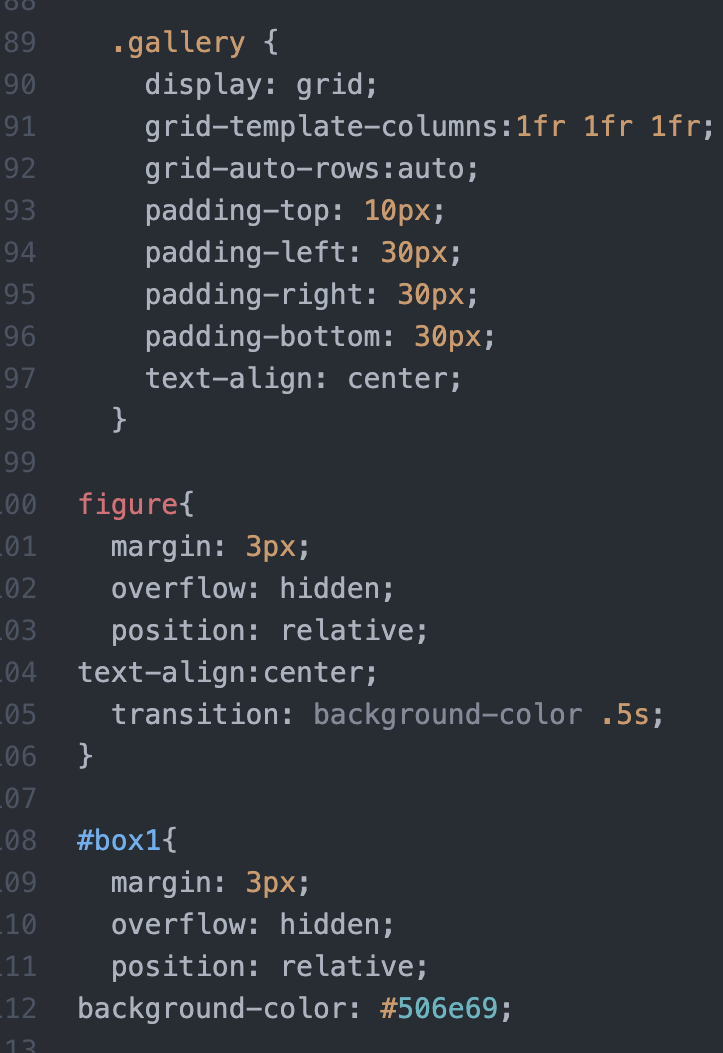 88
89 .gallery {
90 display: grid;
91 grid-template-columns:1fr 1fr 1fr;
92 grid-auto-rows:auto;
93 padding-top: 10px;
94 padding-left: 30px;
95 padding-right: 30px;
96 padding-bottom: 30px;
97 text-align: center;
98 }
99
100 figure{
101 margin: 3px;
102 overflow: hidden;
103 position: relative;
104 text-align:center;
105 transition: background-color .5s;
106 }
107
108 #box1{
109 margin: 3px;
110 overflow: hidden;
111 position: relative;
112 background-color: #506e69;
113